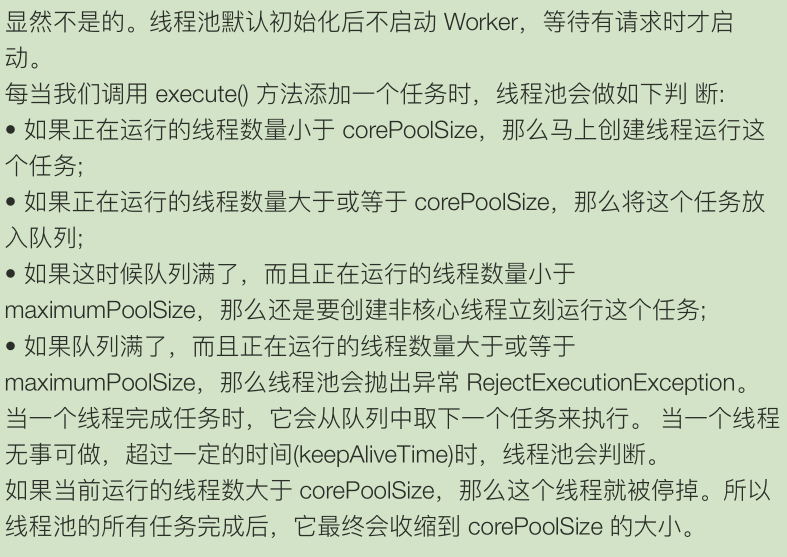 显然不是的。线程池默认初始化后不启动 Worker，等待有请求时才启
动。
每当我们调用 execute() 方法添加一个任务时，线程池会做如下判 断:
• 如果正在运行的线程数量小于 corePoolSize，那么马上创建线程运行这
个任务;
• 如果正在运行的线程数量大于或等于 corePoolSize，那么将这个任务放
入队列;
• 如果这时候队列满了，而且正在运行的线程数量小于
maximumPoolSize，那么还是要创建非核心线程立刻运行这个任务;
• 如果队列满了，而且正在运行的线程数量大于或等于
maximumPoolSize，那么线程池会抛出异常 RejectExecutionException。
当一个线程完成任务时，它会从队列中取下一个任务来执行。 当一个线程
无事可做，超过一定的时间(keepAliveTime)时，线程池会判断。
如果当前运行的线程数大于 corePoolSize，那么这个线程就被停掉。所以
线程池的所有任务完成后，它最终会收缩到 corePoolSize 的大小。